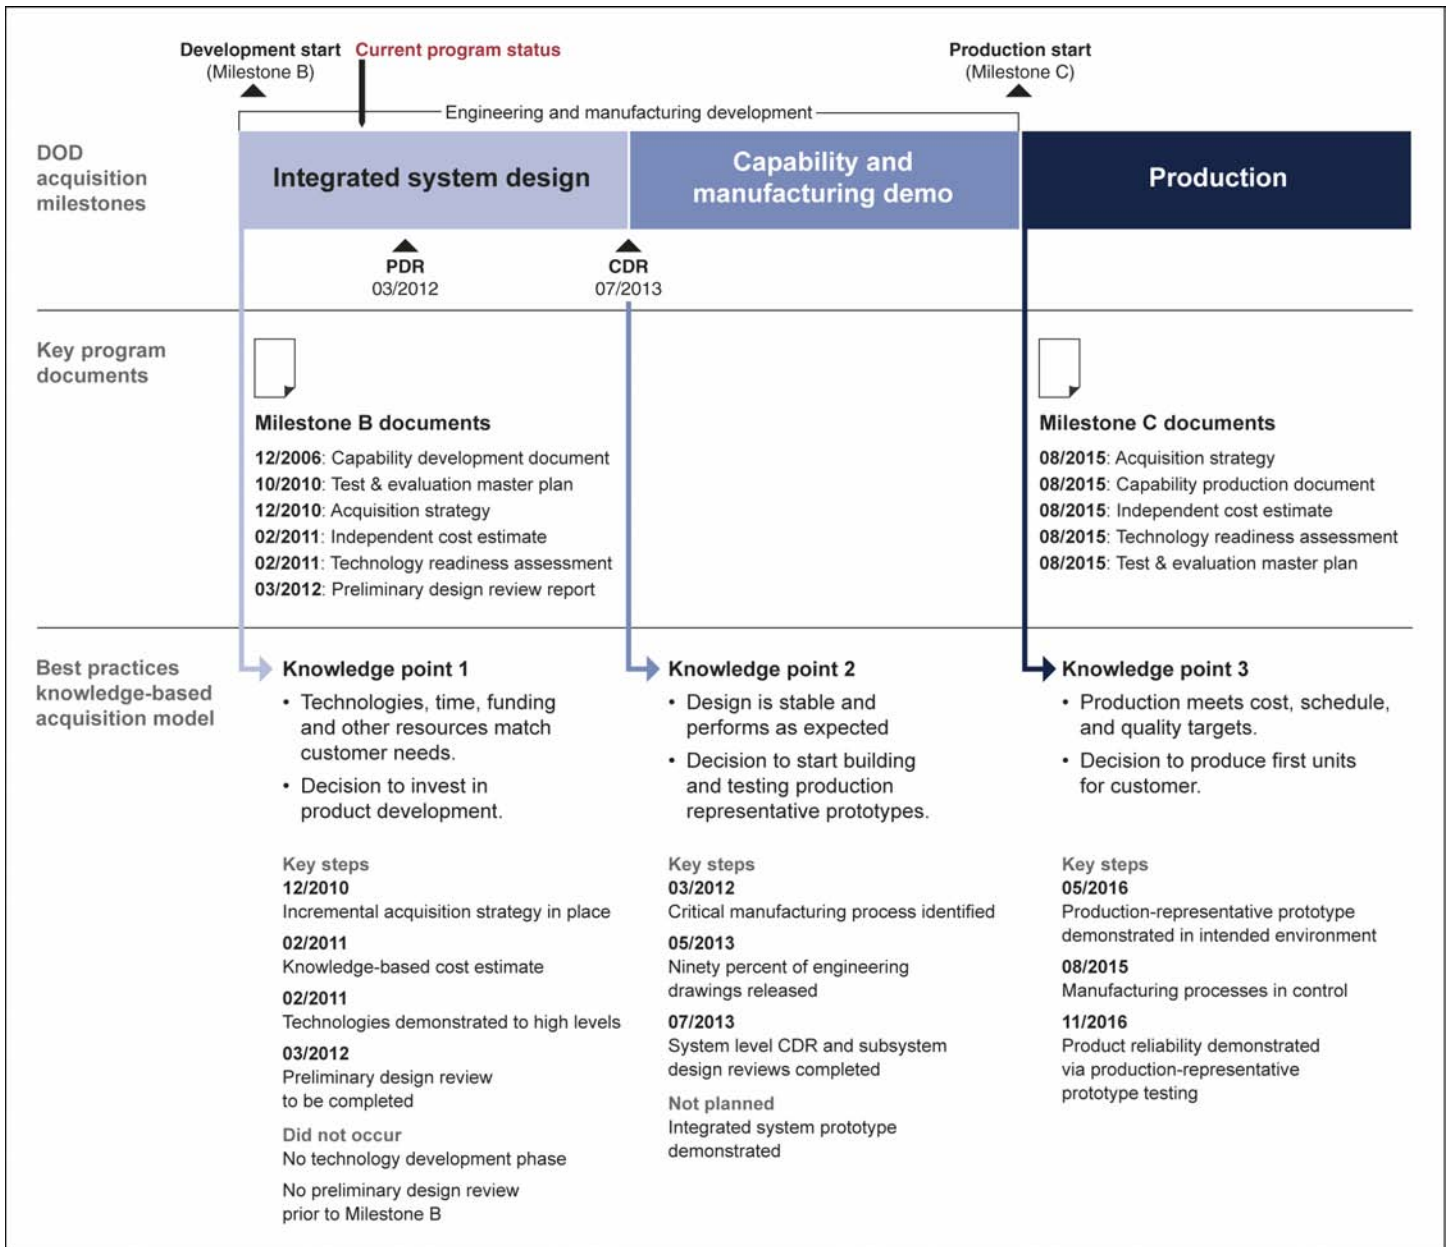 Development start
(Milestone B)
Current program status
Production start
(Milestone C)
Engineering and manufacturing development
DOD
acquisition
milestones
Integrated system design
Capability and
manufacturing demo
Production
PDR
03/2012
CDR
07/2013
Key program
documents
Milestone B documents
12/2006: Capability development document
10/2010: Test & evaluation master plan
12/2010: Acquisition strategy
02/2011: Independent cost estimate
02/2011: Technology readiness assessment
03/2012: Preliminary design review report
Milestone C documents
08/2015: Acquisition strategy
08/2015: Capability production document
08/2015: Independent cost estimate
08/2015: Technology readiness assessment
08/2015: Test & evaluation master plan
Best practices
knowledge-based
acquisition model
Knowledge point 1
• Technologies, time, funding
and other resources match
customer needs.
• Decision to invest in
product development.
Key steps
12/2010
Incremental acquisition strategy in place
02/2011
Knowledge-based cost estimate
02/2011
Technologies demonstrated to high levels
03/2012
Preliminary design review
to be completed
Did not occur
No technology development phase
No preliminary design review
prior to Milestone B
Knowledge point 2
• Design is stable and
performs as expected
• Decision to start building
and testing production
representative prototypes.
Key steps
03/2012
Critical manufacturing process identified
05/2013
Ninety percent of engineering
drawings released
07/2013
System level CDR and subsystem
design reviews completed
Not planned
Integrated system prototype
demonstrated
Knowledge point 3
• Production meets cost, schedule,
and quality targets.
• Decision to produce first units
for customer.
Key steps
05/2016
Production-representative prototype
demonstrated in intended environment
08/2015
Manufacturing processes in control
11/2016
Product reliability demonstrated
via production-representative
prototype testing